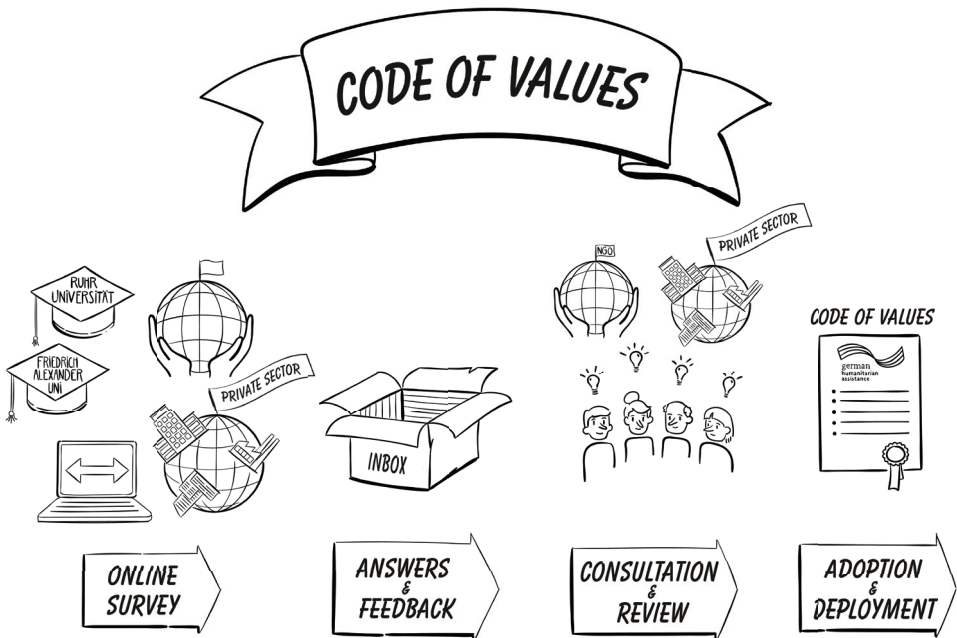 CODE OF VALUES
RUHR
UNIVERSITÄT
FRIEDRICH
ALEXANDER
UNI
PRIVATE SECTOR
INBOX
NGO
PRIVATE SECTOR
CODE OF VALUES
german
humanitarian
assistance
ONLINE
SURVEY
ANSWERS
&
FEEDBACK
CONSULTATION
&
REVIEW
ADOPTION
&
DEPLOYMENT